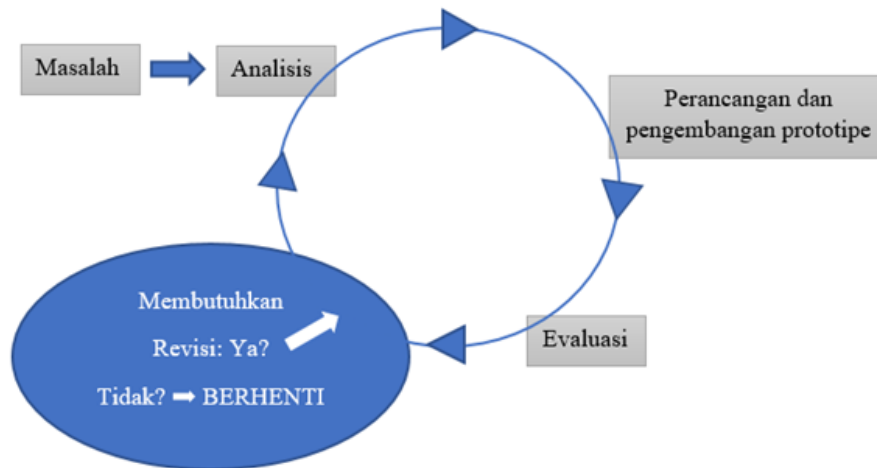 Masalah
Analisis
Perancangan dan
pengembangan prototipe
Evaluasi
Membutuhkan
Revisi: Ya?
Tidak? ➡ BERHENTI